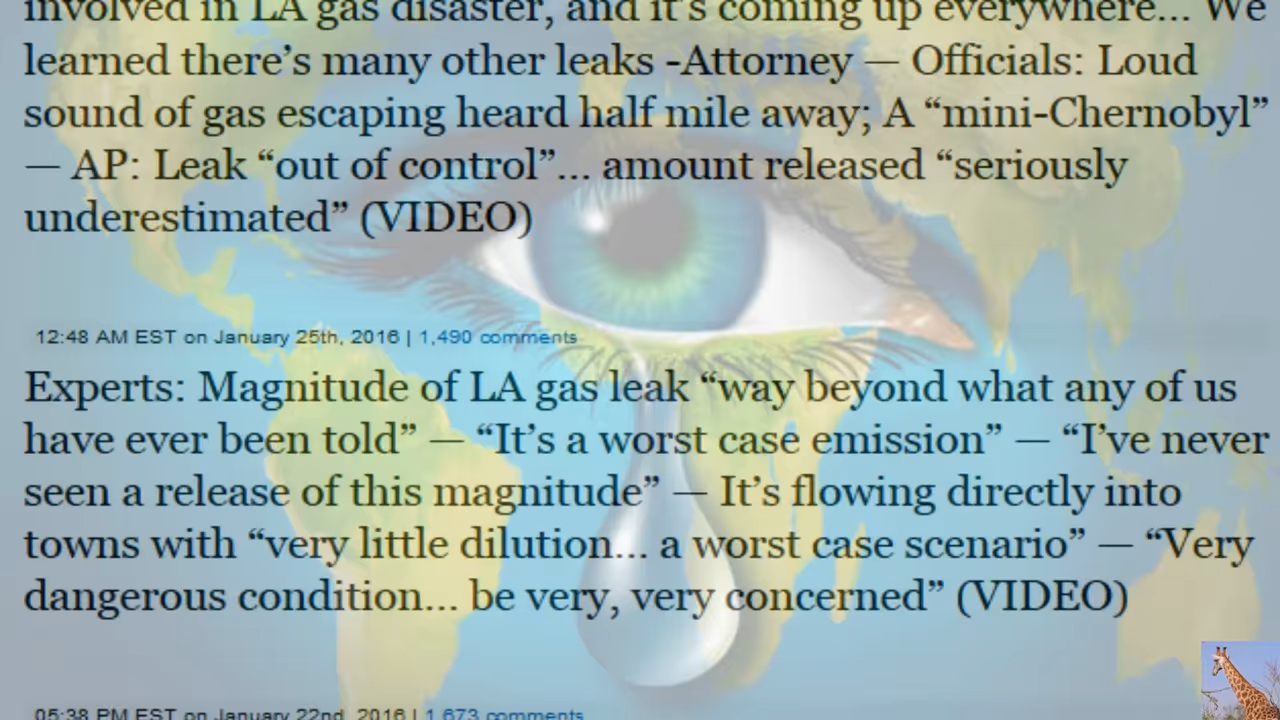 involved in LA gas disaster, and it’s coming up everywhere… We
learned there’s many other leaks -Attorney — Officials: Loud
sound of gas escaping heard half mile away; A “mini-Chernobyl”
— AP: Leak “out of control”… amount released “seriously
underestimated” (VIDEO)
12:48 AM EST on January 25th, 2016 | 1,490 comments
Experts: Magnitude of LA gas leak “way beyond what any of us
have ever been told” — “It’s a worst case emission” — “I’ve never
seen a release of this magnitude” — It’s flowing directly into
towns with “very little dilution… a worst case scenario” — “Very
dangerous condition… be very, very concerned” (VIDEO)
05:38 PM EST on January 22nd, 2016 | 1,673 comments